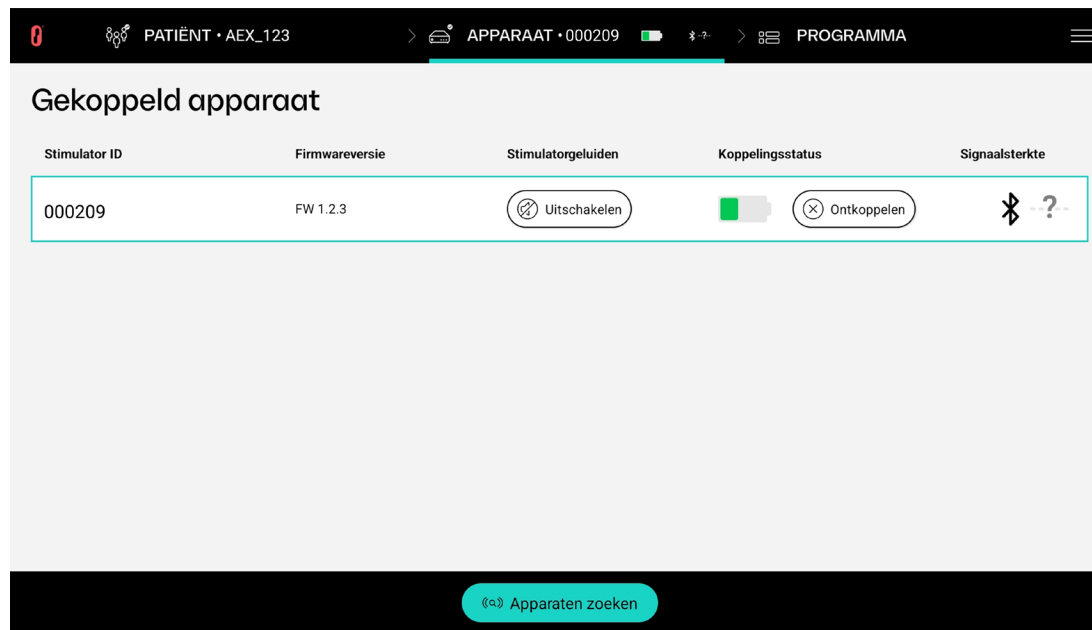 PATIËNT • AEX_123 > APPARAAT • 000209 -?- > PROGRAMMA
Gekoppeld apparaat
Stimulator ID Firmwareversie Stimulatorgeluiden Koppelingsstatus Signaalsterkte
000209 FW 1.2.3 Uitschakelen Ontkoppelen --?--
Apparaten zoeken